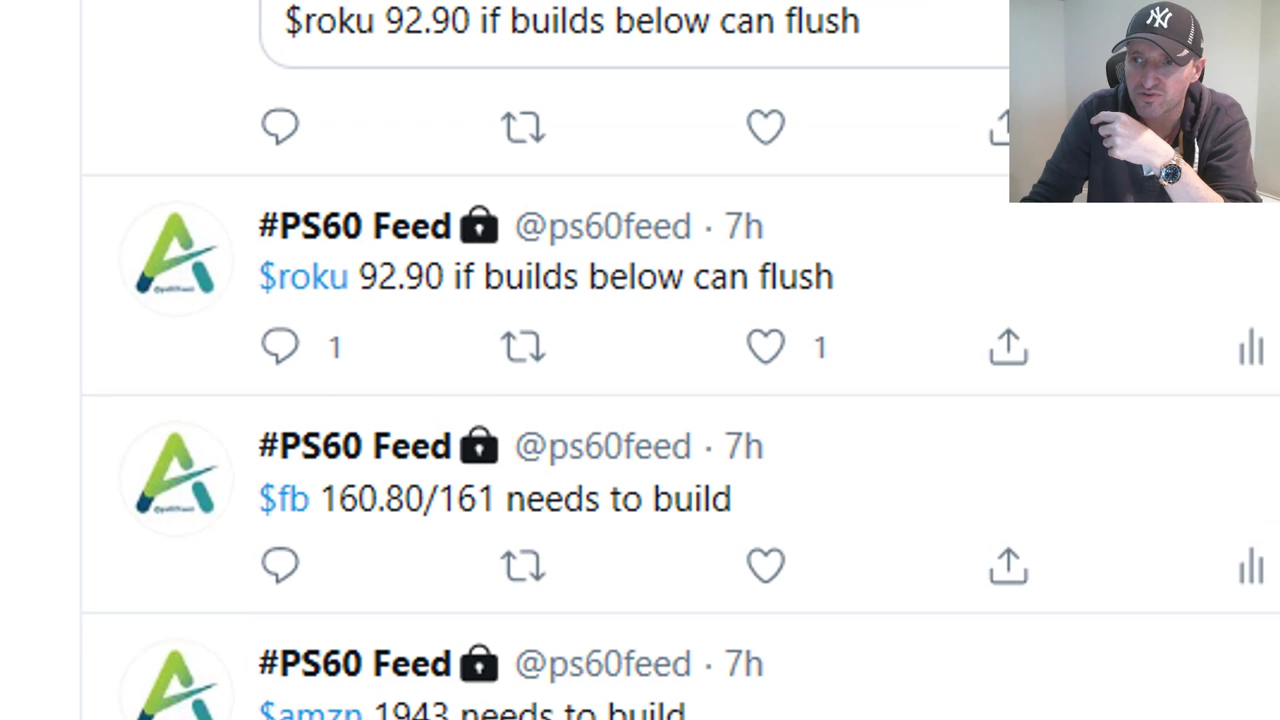 $roku 92.90 if builds below can flush
#PS60 Feed @ps60feed · 7h
$roku 92.90 if builds below can flush
1 1
#PS60 Feed @ps60feed · 7h
$fb 160.80/161 needs to build
#PS60 Feed @ps60feed · 7h
$amzn 1943 needs to build